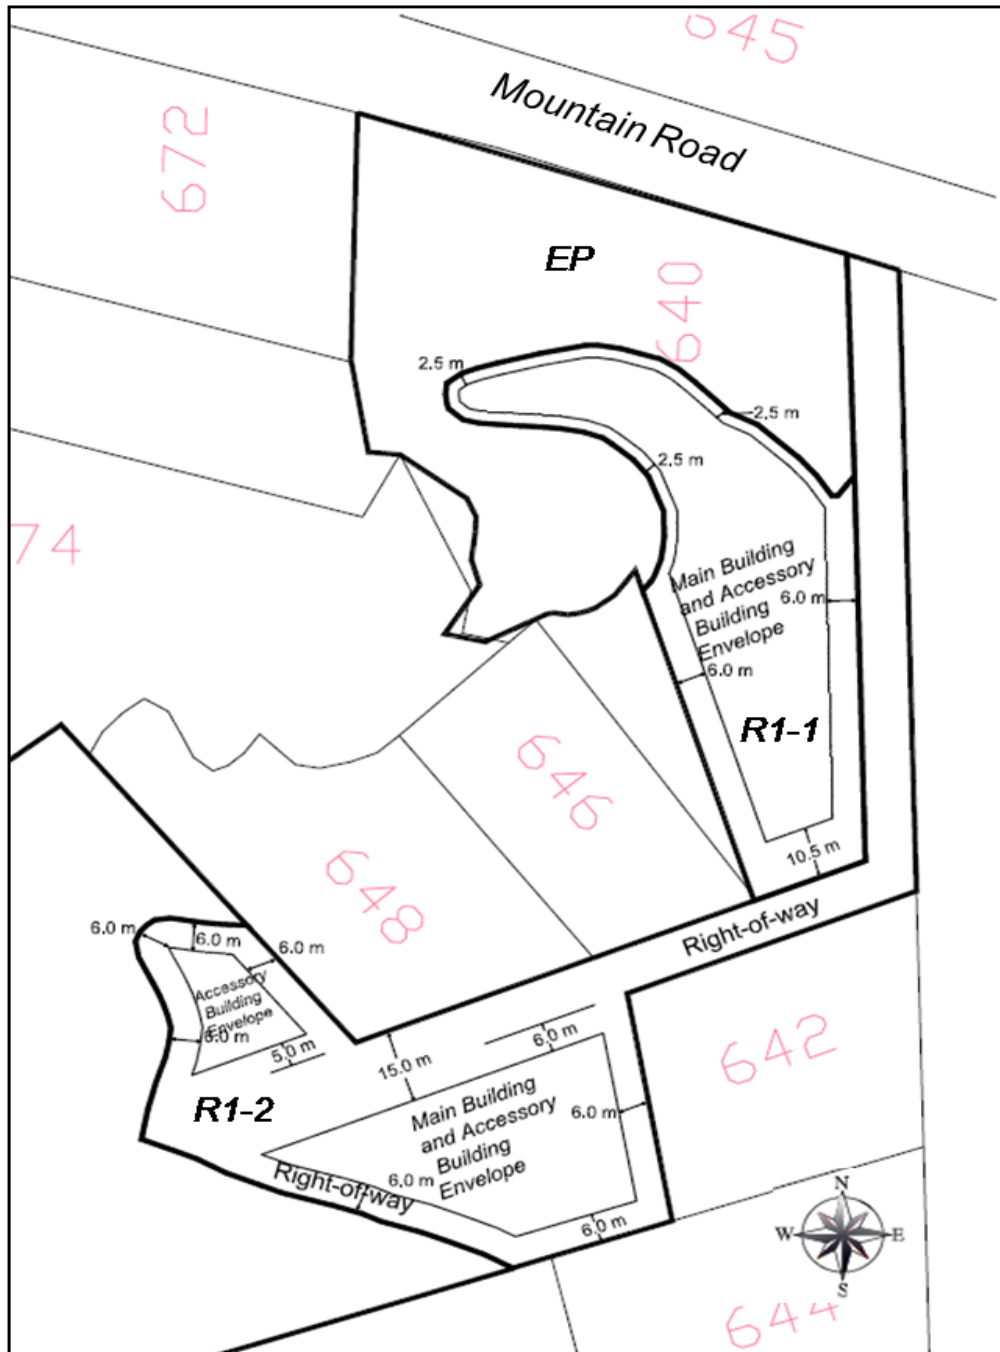 645
Mountain Road
672
EP
640
2.5 m
2.5 m
2.5 m
74
Main Building
and Accessory
Building
Envelope
6.0 m
6.0 m
R1-1
646
10.5 m
648
Right-of-way
6.0 m
6.0 m
6.0 m
Accessory
Building
Envelope
6.0 m
5.0 m
15.0 m
6.0 m
642
R1-2
Main Building
and Accessory
Building
Envelope
6.0 m
6.0 m
Right-of-way
6.0 m
N
W
E
S
644